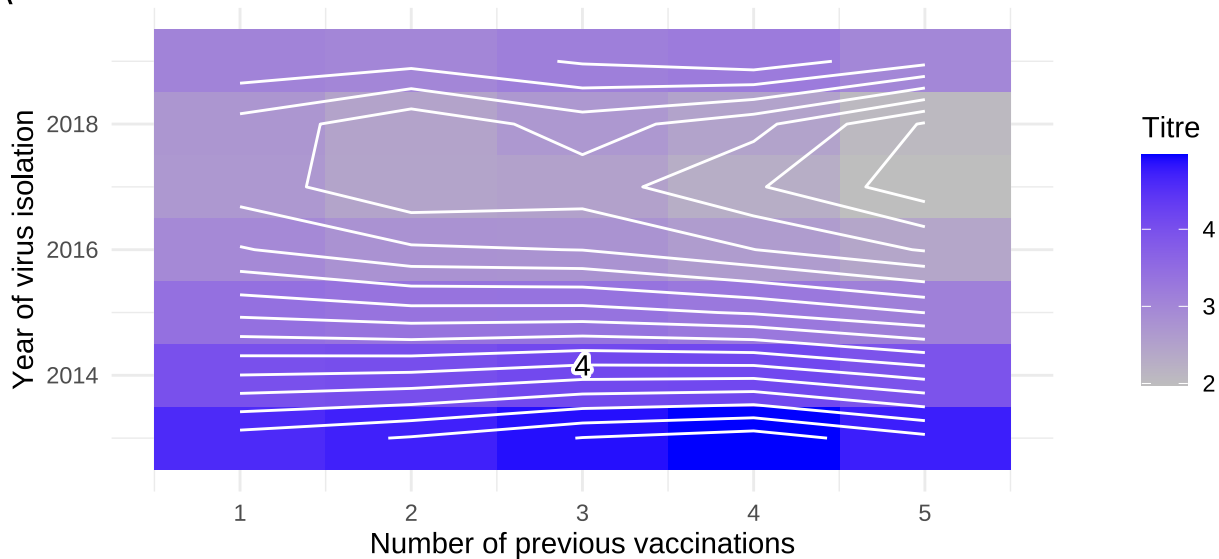 Year of virus isolation
2018
2016
2014
4
1 2 3 4 5
Number of previous vaccinations
Titre
4
3
2